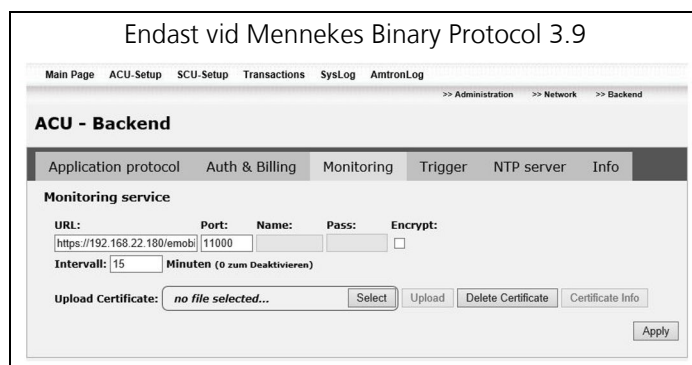 Endast vid Mennekes Binary Protocol 3.9
Main Page ACU-Setup SCU-Setup Transactions SysLog AmtronLog
>> Administration >> Network >> Backend
ACU - Backend
Application protocol Auth & Billing Monitoring Trigger NTP server Info
Monitoring service
URL: Port: Name: Pass: Encrypt:
https://192.168.22.180/emobi 11000
Intervall: 15 Minuten (0 zum Deaktivieren)
Upload Certificate: no file selected... Select Upload Delete Certificate Certificate Info
Apply